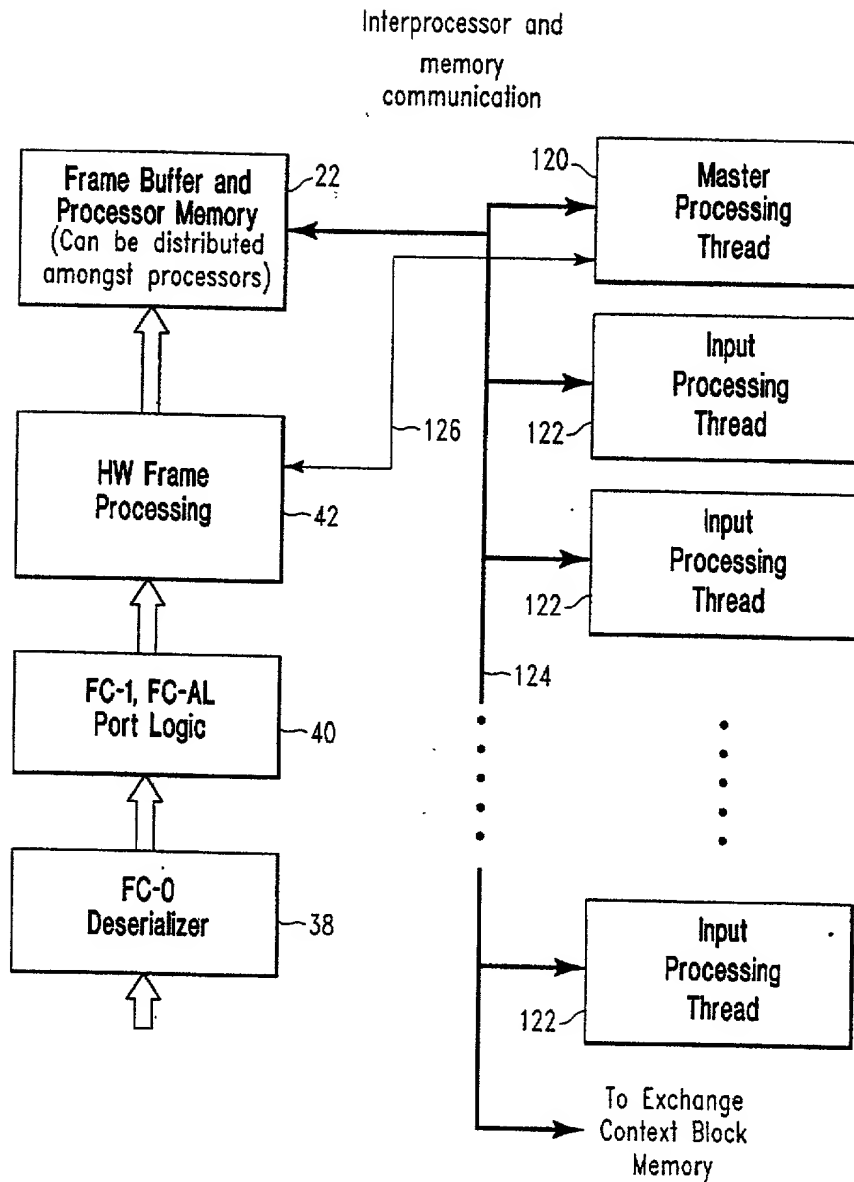 Interprocessor and
memory
communication
Frame Buffer and
Processor Memory
(Can be distributed
amongst processors)
22
120
Master
Processing
Thread
Input
Processing
Thread
122
126
HW Frame
Processing
42
Input
Processing
Thread
122
FC-1, FC-AL
Port Logic
40
124
FC-0
Deserializer
38
Input
Processing
Thread
122
To Exchange
Context Block
Memory